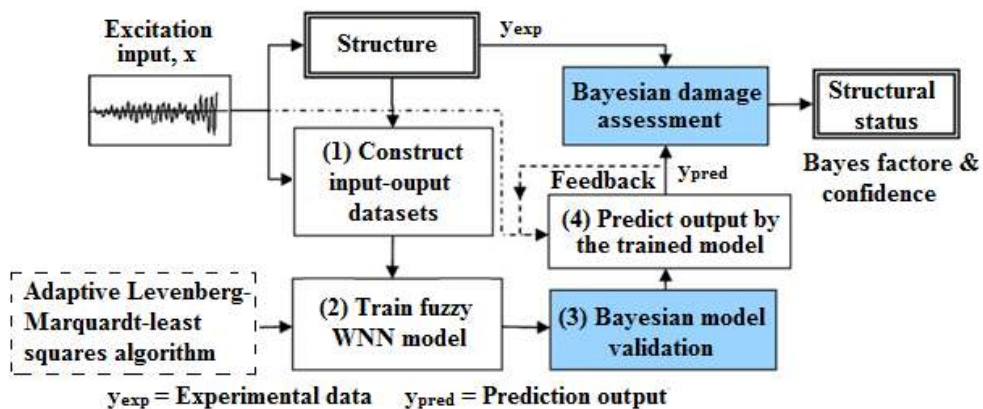 Excitation
input, x
Structure
yexp
Bayesian damage
assessment
Structural
status
Bayes factore &
confidence
(1) Construct
input-ouput
datasets
Feedback
ypred
(4) Predict output by
the trained model
Adaptive Levenberg-
Marquardt-least
squares algorithm
(2) Train fuzzy
WNN model
(3) Bayesian model
validation
yexp = Experimental data ypred = Prediction output